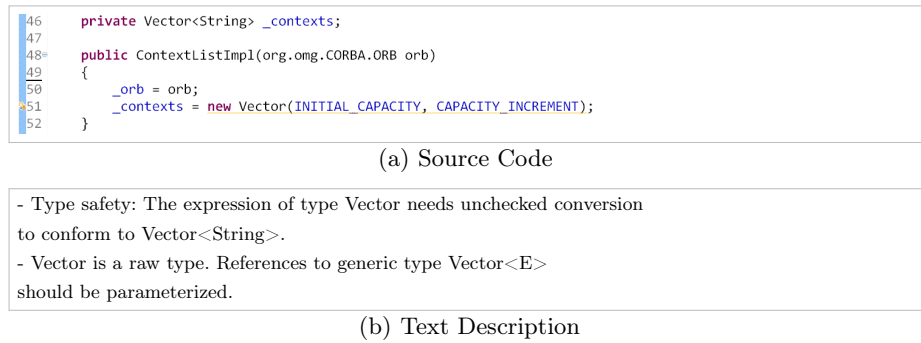 46 private Vector<String> _contexts;
47
48 public ContextListImpl(org.omg.CORBA.ORB orb)
49 {
50 _orb = orb;
51 _contexts = new Vector(INITIAL_CAPACITY, CAPACITY_INCREMENT);
52 }
(a) Source Code
- Type safety: The expression of type Vector needs unchecked conversion
to conform to Vector<String>.
- Vector is a raw type. References to generic type Vector<E>
should be parameterized.
(b) Text Description